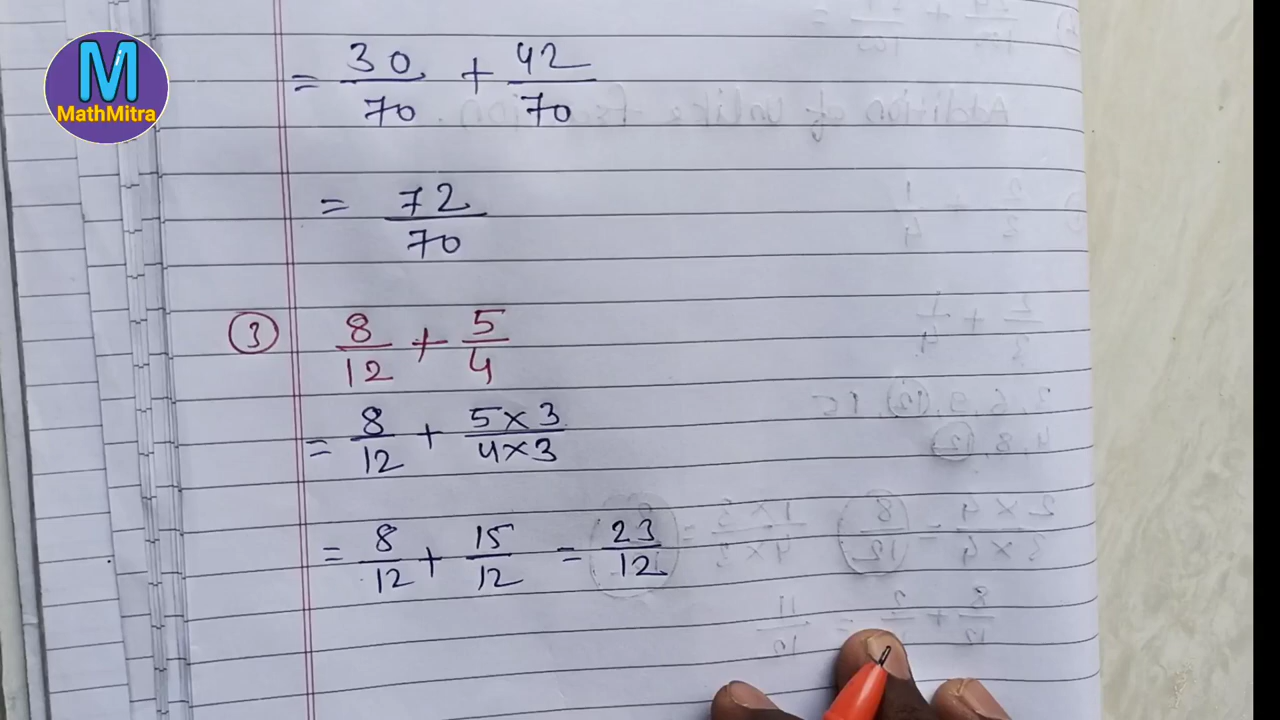 M
MathMitra
= 30/70 + 42/70
= 72/70
③ 8/12 + 5/4
= 8/12 + 5×3/4×3
= 8/12 + 15/12 = 23/12